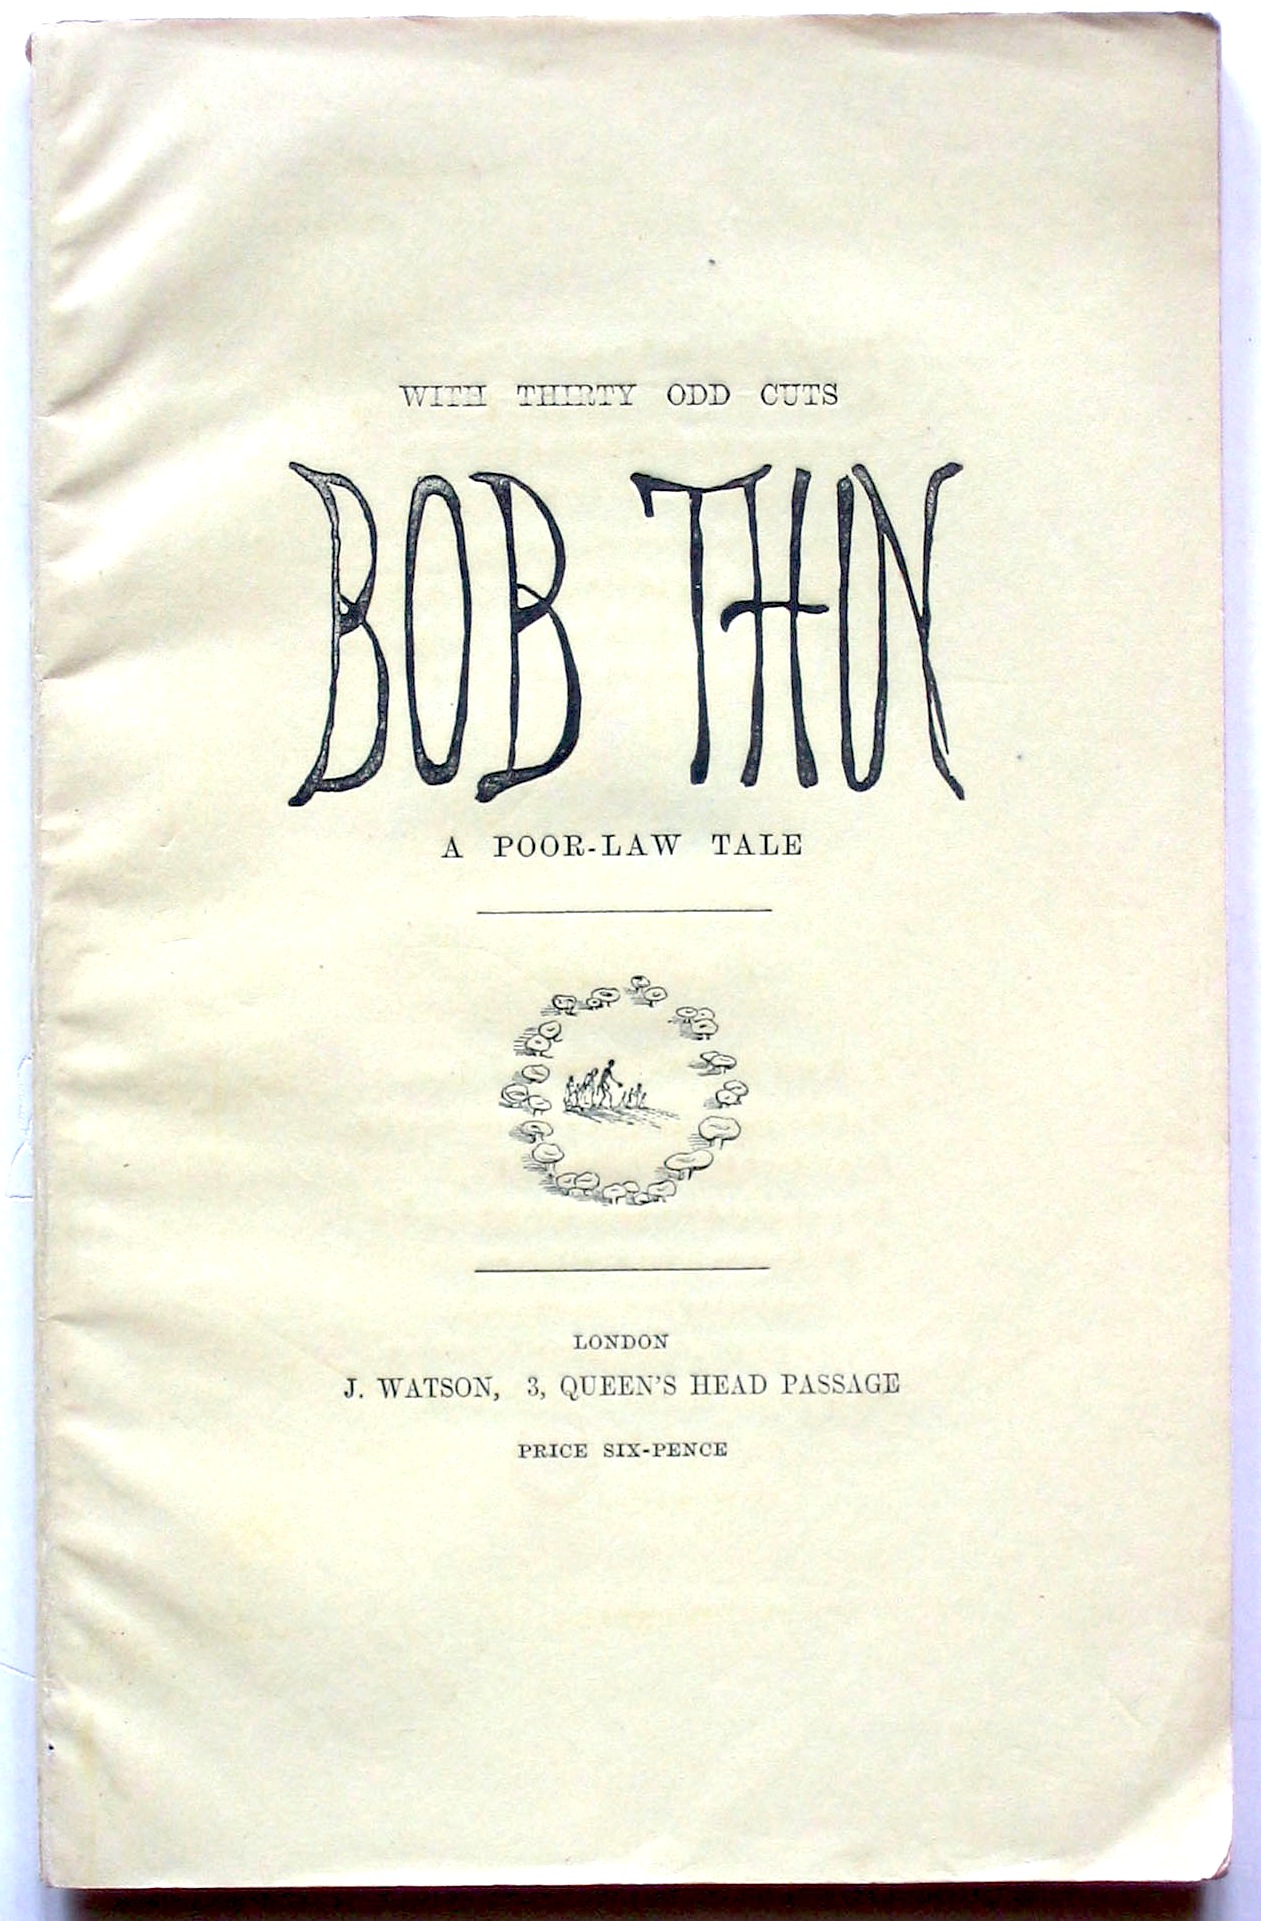 WITH THIRTY ODD CUTS
BOB THIN
A POOR-LAW TALE
LONDON
J. WATSON, 3, QUEEN'S HEAD PASSAGE
PRICE SIX-PENCE